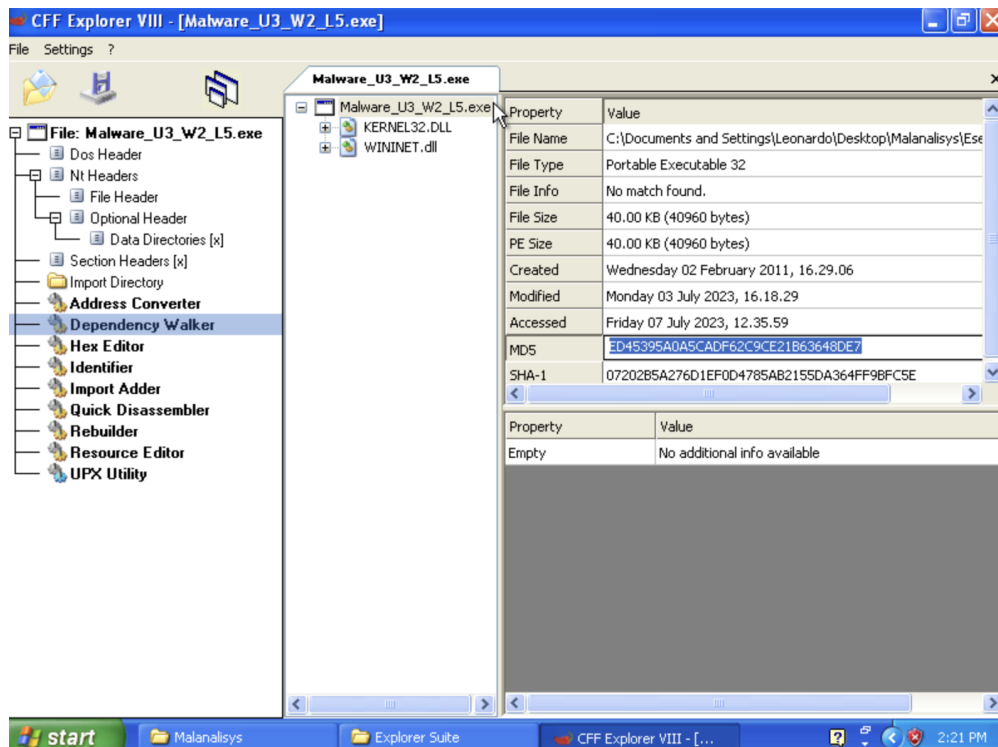 CFF Explorer VIII - [Malware_U3_W2_L5.exe]
File Settings ?
Malware_U3_W2_L5.exe
File: Malware_U3_W2_L5.exe
Dos Header
Nt Headers
File Header
Optional Header
Data Directories [x]
Section Headers [x]
Import Directory
Address Converter
Dependency Walker
Hex Editor
Identifier
Import Adder
Quick Disassembler
Rebuilder
Resource Editor
UPX Utility
Malware_U3_W2_L5.exe
KERNEL32.DLL
WININET.dll
Property Value
File Name C:\Documents and Settings\Leonardo\Desktop\Malanalisys\Ese
File Type Portable Executable 32
File Info No match found.
File Size 40.00 KB (40960 bytes)
PE Size 40.00 KB (40960 bytes)
Created Wednesday 02 February 2011, 16.29.06
Modified Monday 03 July 2023, 16.18.29
Accessed Friday 07 July 2023, 12.35.59
MD5 ED45395A0A5CADF62C9CE21B63648DE7
SHA-1 07202B5A276D1EF0D4785AB2155DA364FF9BFC5E
Property Value
Empty No additional info available
start Malanalisys Explorer Suite CFF Explorer VIII - [... 2:21 PM